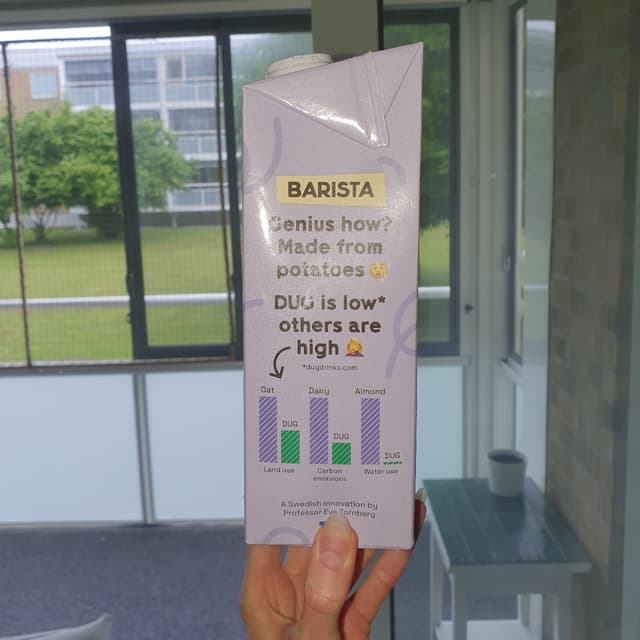 BARISTA
Genius how?
Made from
potatoes
DUG is low*
others are
high
*dugdrinks.com
Oat Dairy Almond
DUG DUG DUG
Land use Carbon emissions Water use
A Swedish innovation by
Professor Eva Tornberg